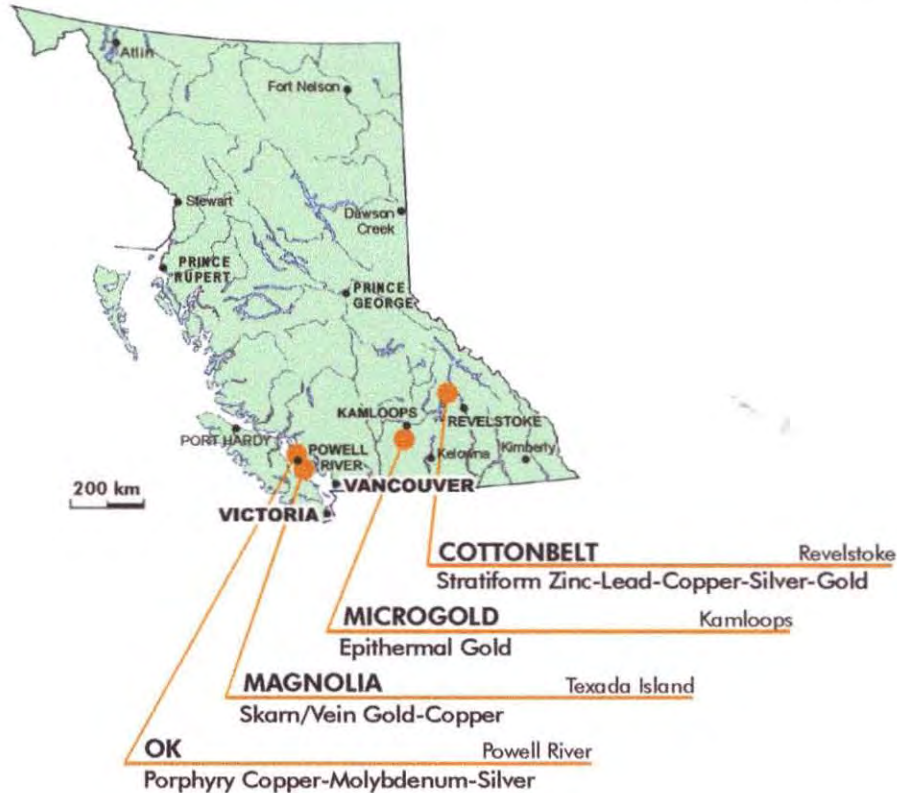 Atlin
Fort Nelson
Stewart
Dawson
Creek
PRINCE
RUPERT
PRINCE
GEORGE
KAMLOOPS
REVELSTOKE
PORT HARDY
POWELL
RIVER
Kelowna
Kimberly
200 km
VANCOUVER
VICTORIA
COTTONBELT Revelstoke
Stratiform Zinc-Lead-Copper-Silver-Gold
MICROGOLD Kamloops
Epithermal Gold
MAGNOLIA Texada Island
Skarn/Vein Gold-Copper
OK Powell River
Porphyry Copper-Molybdenum-Silver